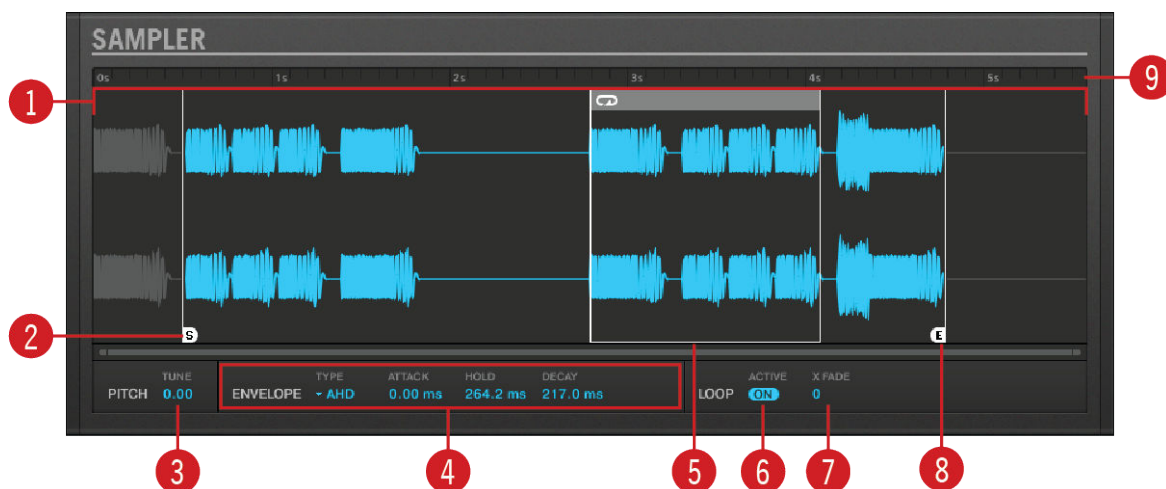 SAMPLER
0s 1s 2s 3s 4s 5s
9
1
2
S E
TUNE TYPE ATTACK HOLD DECAY ACTIVE X FADE
PITCH 0.00 ENVELOPE AHD 0.00 ms 264.2 ms 217.0 ms LOOP ON 0
3 4 5 6 7 8